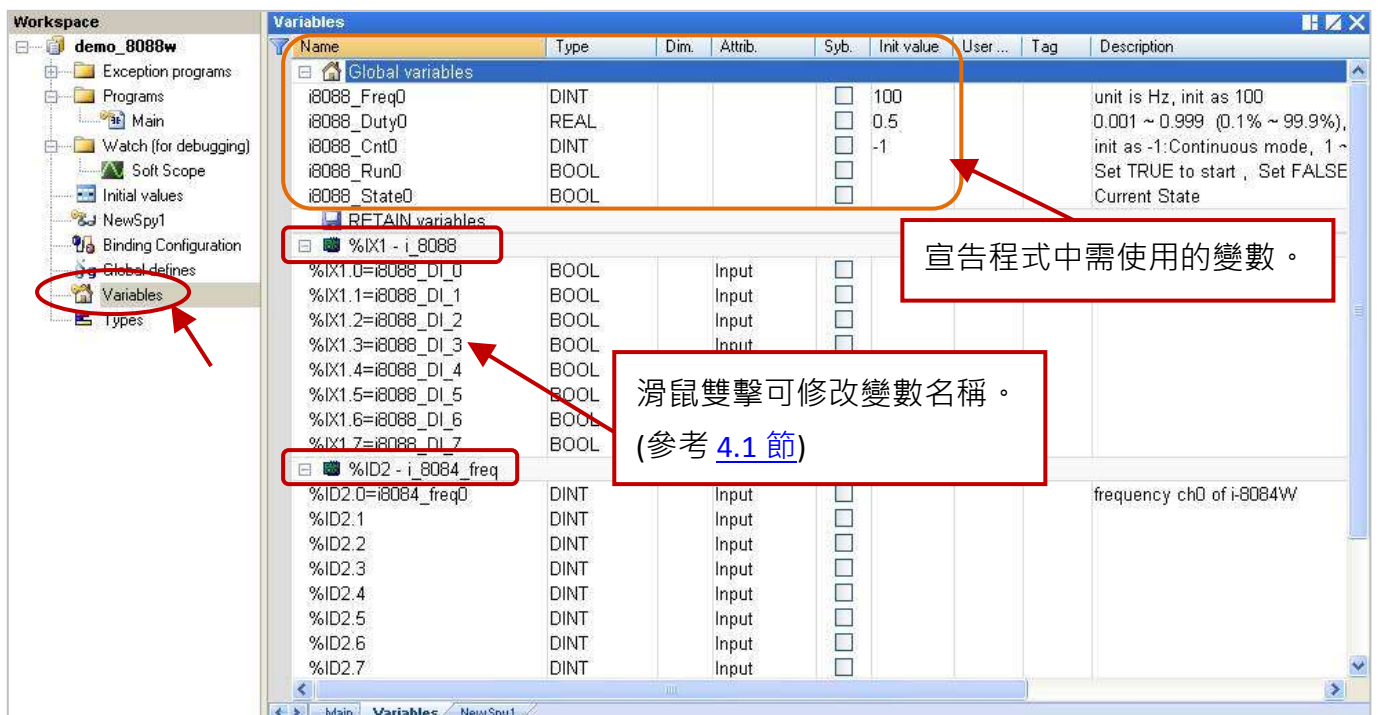 Workspace
demo_8088w
Exception programs
Programs
Main
Watch (for debugging)
Soft Scope
Initial values
NewSpy1
Binding Configuration
Global defines
Variables
Types
Variables
Name Type Dim. Attrib. Syb. Init value User ... Tag Description
Global variables
i8088_Freq0 DINT 100 unit is Hz, init as 100
i8088_Duty0 REAL 0.5 0.001 ~ 0.999 (0.1% ~ 99.9%),
i8088_Cnt0 DINT -1 init as -1:Continuous mode, 1 ~
i8088_Run0 BOOL Set TRUE to start , Set FALSE
i8088_State0 BOOL Current State
RETAIN variables
%IX1 - i_8088
%IX1.0=i8088_DI_0 BOOL Input
%IX1.1=i8088_DI_1 BOOL Input
%IX1.2=i8088_DI_2 BOOL Input
%IX1.3=i8088_DI_3 BOOL Input
%IX1.4=i8088_DI_4 BOOL
%IX1.5=i8088_DI_5 BOOL
%IX1.6=i8088_DI_6 BOOL
%IX1.7=i8088_DI_7 BOOL
%ID2 - i_8084_freq
%ID2.0=i8084_freq0 DINT Input frequency ch0 of i-8084W
%ID2.1 DINT Input
%ID2.2 DINT Input
%ID2.3 DINT Input
%ID2.4 DINT Input
%ID2.5 DINT Input
%ID2.6 DINT Input
%ID2.7 DINT Input
宣告程式中需使用的變數。
滑鼠雙擊可修改變數名稱。
(參考 4.1 節)
Main Variables NewSpy1